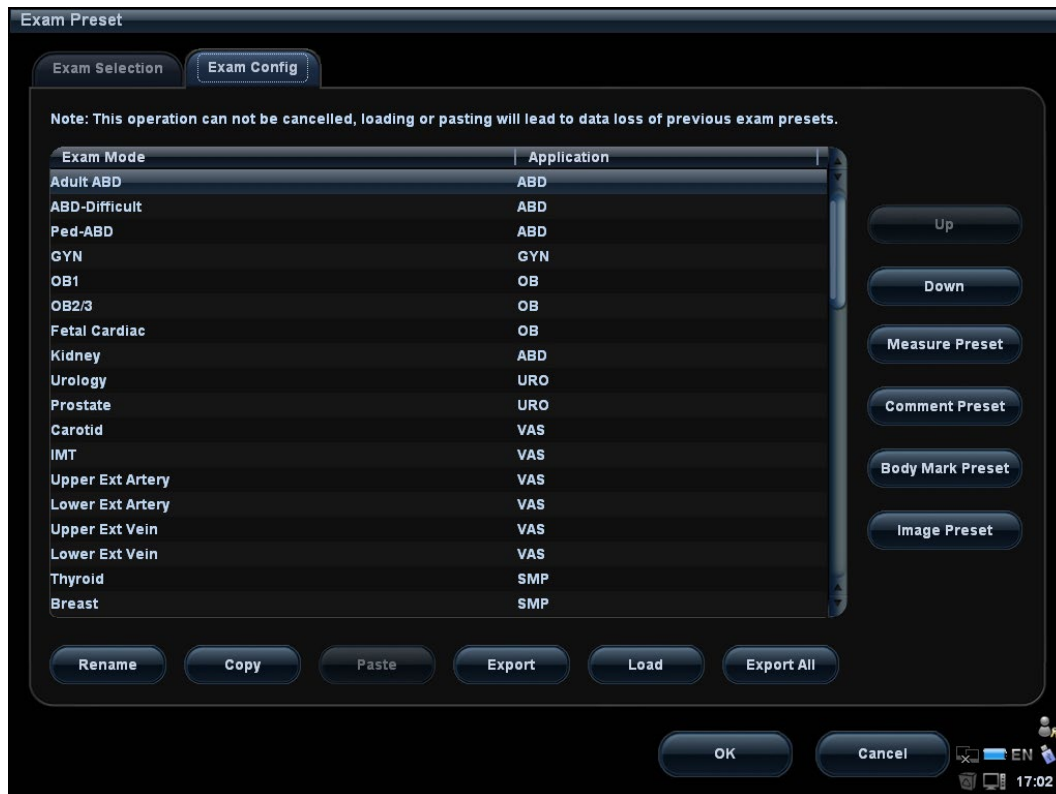 Exam Preset
Exam Selection Exam Config
Note: This operation can not be cancelled, loading or pasting will lead to data loss of previous exam presets.
Exam Mode Application
Adult ABD ABD
ABD-Difficult ABD
Ped-ABD ABD
GYN GYN
OB1 OB
OB2/3 OB
Fetal Cardiac OB
Kidney ABD
Urology URO
Prostate URO
Carotid VAS
IMT VAS
Upper Ext Artery VAS
Lower Ext Artery VAS
Upper Ext Vein VAS
Lower Ext Vein VAS
Thyroid SMP
Breast SMP
Up
Down
Measure Preset
Comment Preset
Body Mark Preset
Image Preset
Rename Copy Paste Export Load Export All
OK Cancel
EN
17:02